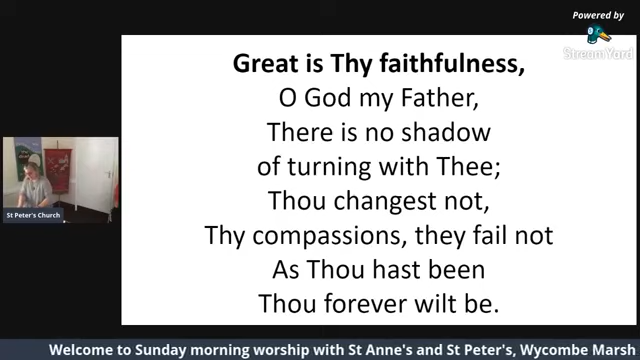 Powered by
StreamYard
Great is Thy faithfulness,
O God my Father,
There is no shadow
of turning with Thee;
Thou changest not,
Thy compassions, they fail not
As Thou hast been
Thou forever wilt be.
St Peter's Church
Welcome to Sunday morning worship with St Anne's and St Peter's, Wycombe Marsh